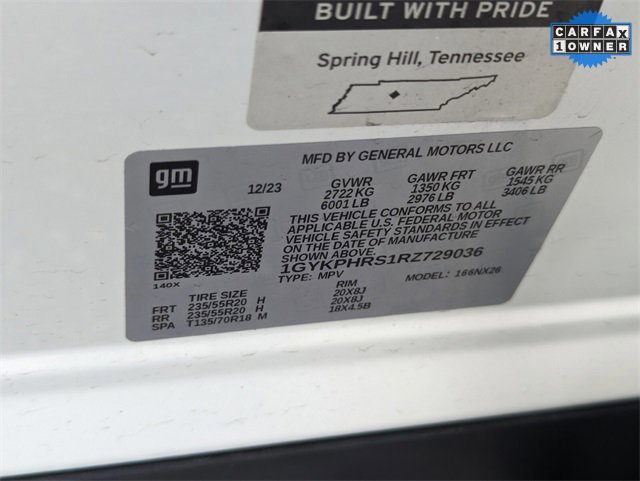 BUILT WITH PRIDE
CARFAX
1 OWNER
Spring Hill, Tennessee
gm
MFD BY GENERAL MOTORS LLC
12/23
GVWR GAWR FRT GAWR RR
2722 KG 1350 KG 1545 KG
6001 LB 2976 LB 3406 LB
THIS VEHICLE CONFORMS TO ALL
APPLICABLE U.S. FEDERAL MOTOR
VEHICLE SAFETY STANDARDS IN EFFECT
ON THE DATE OF MANUFACTURE
1GYKPHRS1RZ729036
TYPE: MPV MODEL: 166NX26
140X
TIRE SIZE RIM
FRT 235/55R20 H 20X8J
RR 235/55R20 H 20X8J
SPA T135/70R18 M 18X4.5B